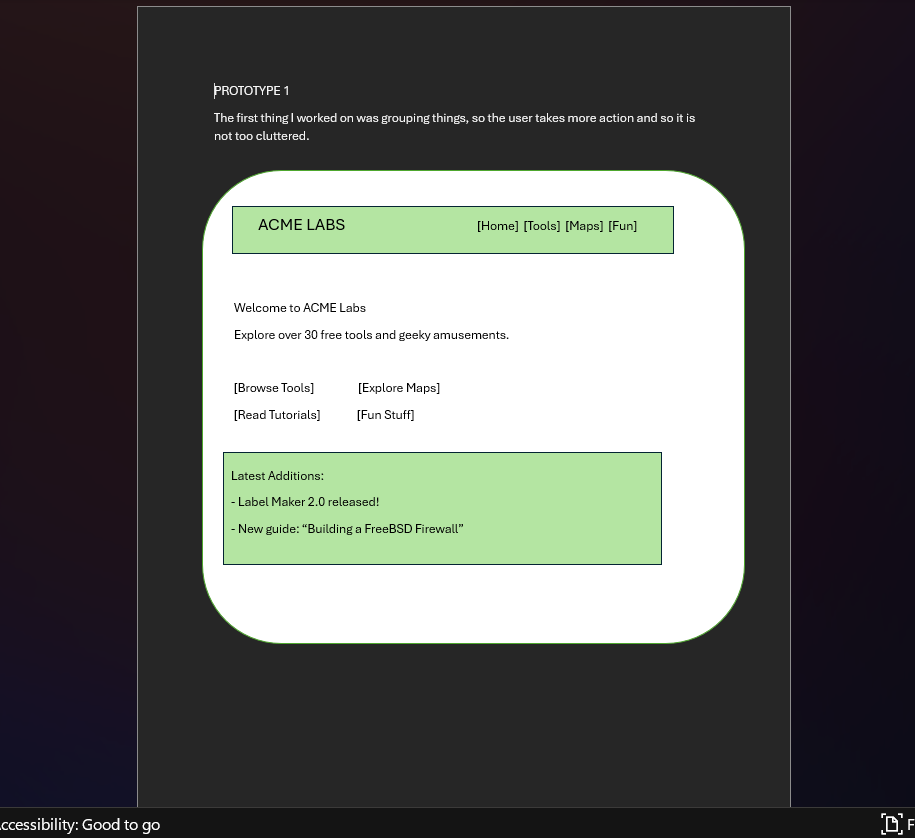 PROTOTYPE 1
The first thing I worked on was grouping things, so the user takes more action and so it is
not too cluttered.
ACME LABS
[Home] [Tools] [Maps] [Fun]
Welcome to ACME Labs
Explore over 30 free tools and geeky amusements.
[Browse Tools] [Explore Maps]
[Read Tutorials] [Fun Stuff]
Latest Additions:
- Label Maker 2.0 released!
- New guide: “Building a FreeBSD Firewall”
ccessibility: Good to go
F